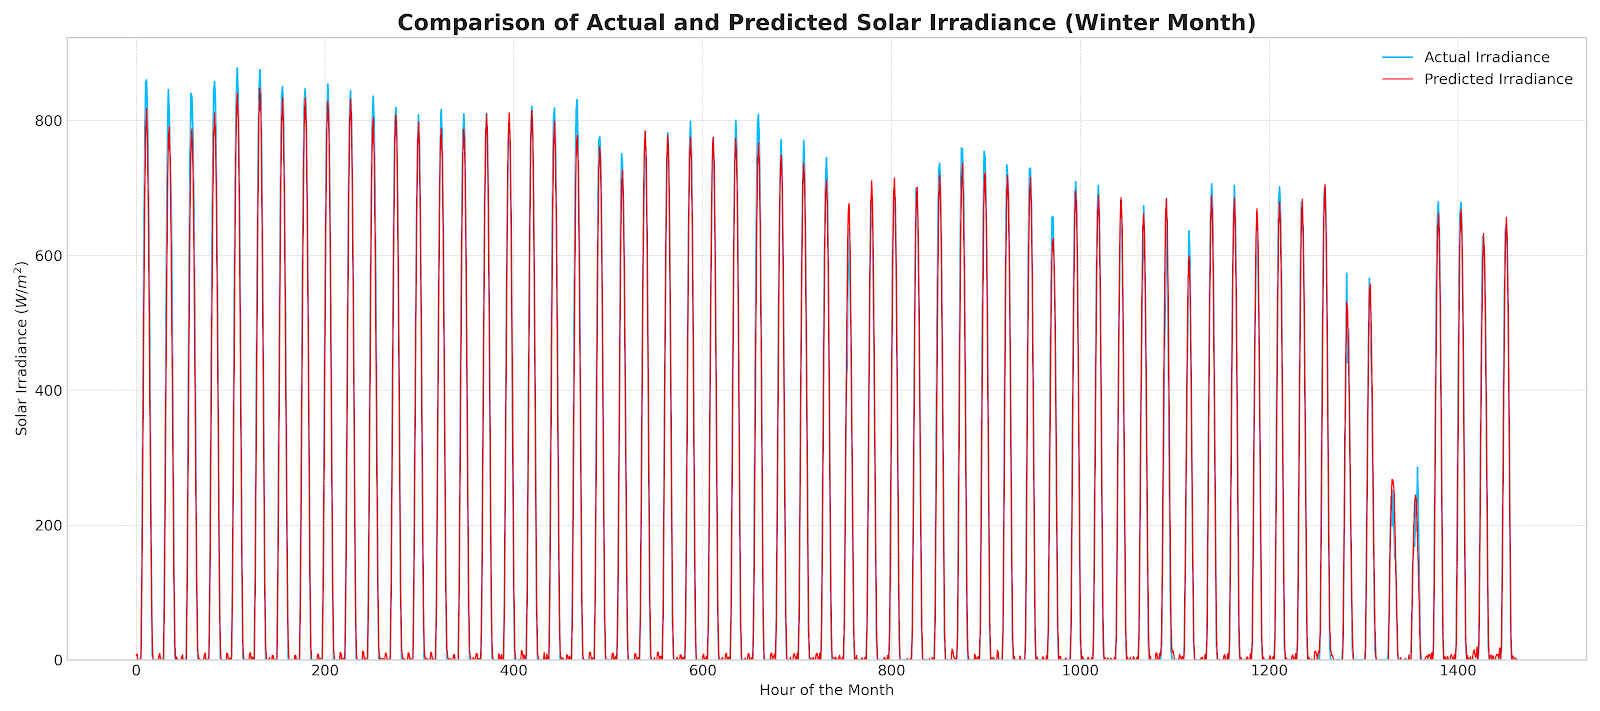 Comparison of Actual and Predicted Solar Irradiance (Winter Month)
Actual Irradiance
Predicted Irradiance
Solar Irradiance (W/m²)
800
600
400
200
0
0 200 400 600 800 1000 1200 1400
Hour of the Month